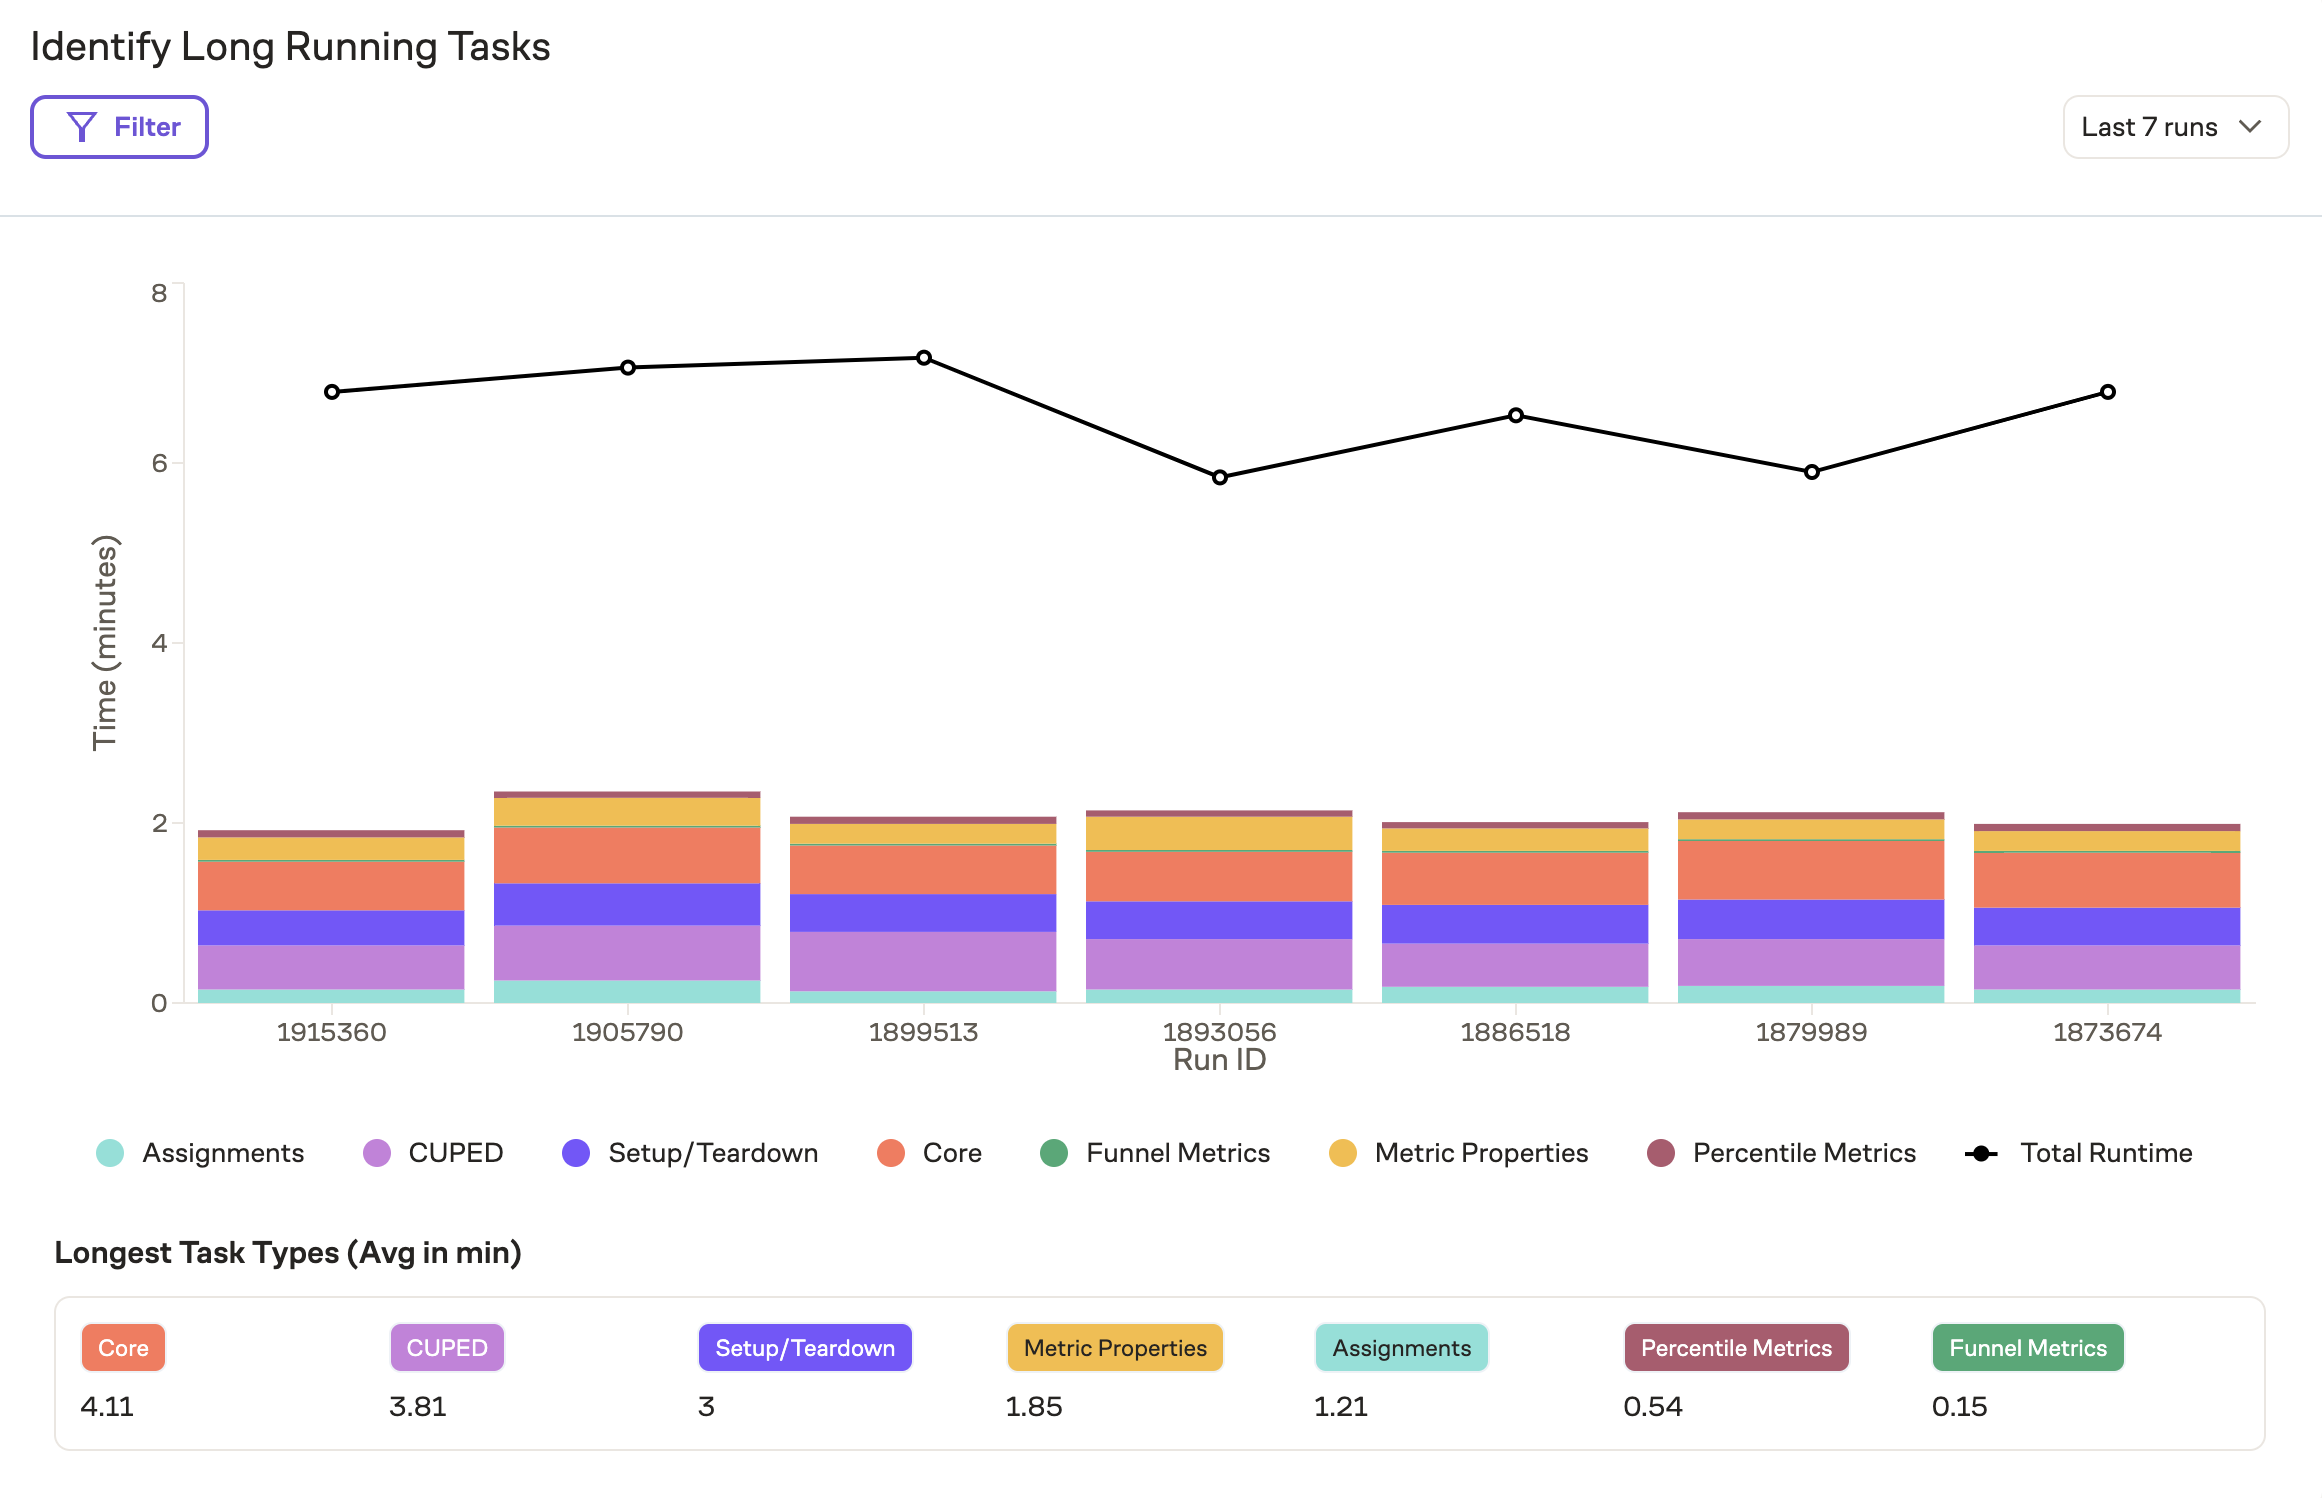 Identify Long Running Tasks
Filter
Last 7 runs
8
6
4
2
0
Time (minutes)
1915360 1905790 1899513 1893056 1886518 1879989 1873674
Run ID
Assignments CUPED Setup/Teardown Core Funnel Metrics Metric Properties Percentile Metrics Total Runtime
Longest Task Types (Avg in min)
Core CUPED Setup/Teardown Metric Properties Assignments Percentile Metrics Funnel Metrics
4.11 3.81 3 1.85 1.21 0.54 0.15